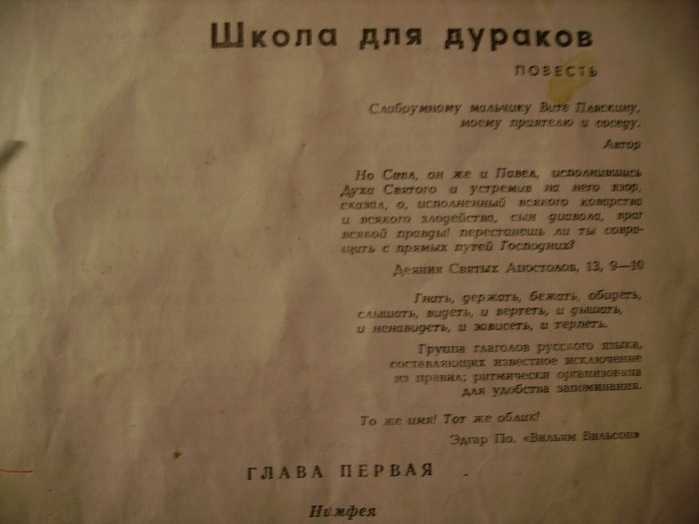 Школа для дураков
ПОВЕСТЬ
Слабоумному мальчику Вите Пляскину,
моему приятелю и соседу.
Автор
Но Савл, он же и Павел, исполнившись
Духа Святого и устремив на него взор,
сказал, о, исполненный всякого коварства
и всякого злодейства, сын диавола, враг
всякой правды! перестанешь ли ты совра-
щать с прямых путей Господних?
Деяния Святых Апостолов, 13, 9—10
Гнать, держать, бежать, обидеть,
слышать, видеть, и вертеть, и дышать,
и ненавидеть, и зависеть, и терпеть.
Группа глаголов русского языка,
составляющих известное исключение
из правил; ритмически организована
для удобства запоминания.
То же имя! Тот же облик!
Эдгар По. «Вильям Вильсон»
ГЛАВА ПЕРВАЯ
Нимфея